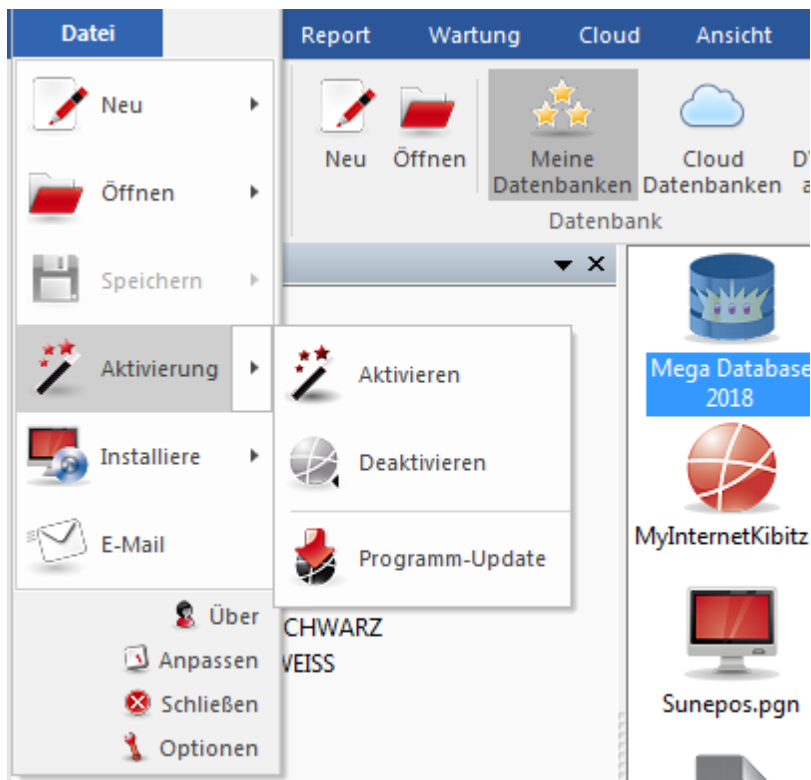 Datei
Report
Wartung
Cloud
Ansicht
Neu
Öffnen
Speichern
Aktivierung
Installiere
E-Mail
Über
Anpassen
Schließen
Optionen
Neu
Öffnen
Meine
Datenbanken
Cloud
Datenbanken
Datenbank
Aktivieren
Deaktivieren
Programm-Update
CHWARZ
WEISS
Mega Database
2018
MyInternetKibitz
Sunepos.pgn